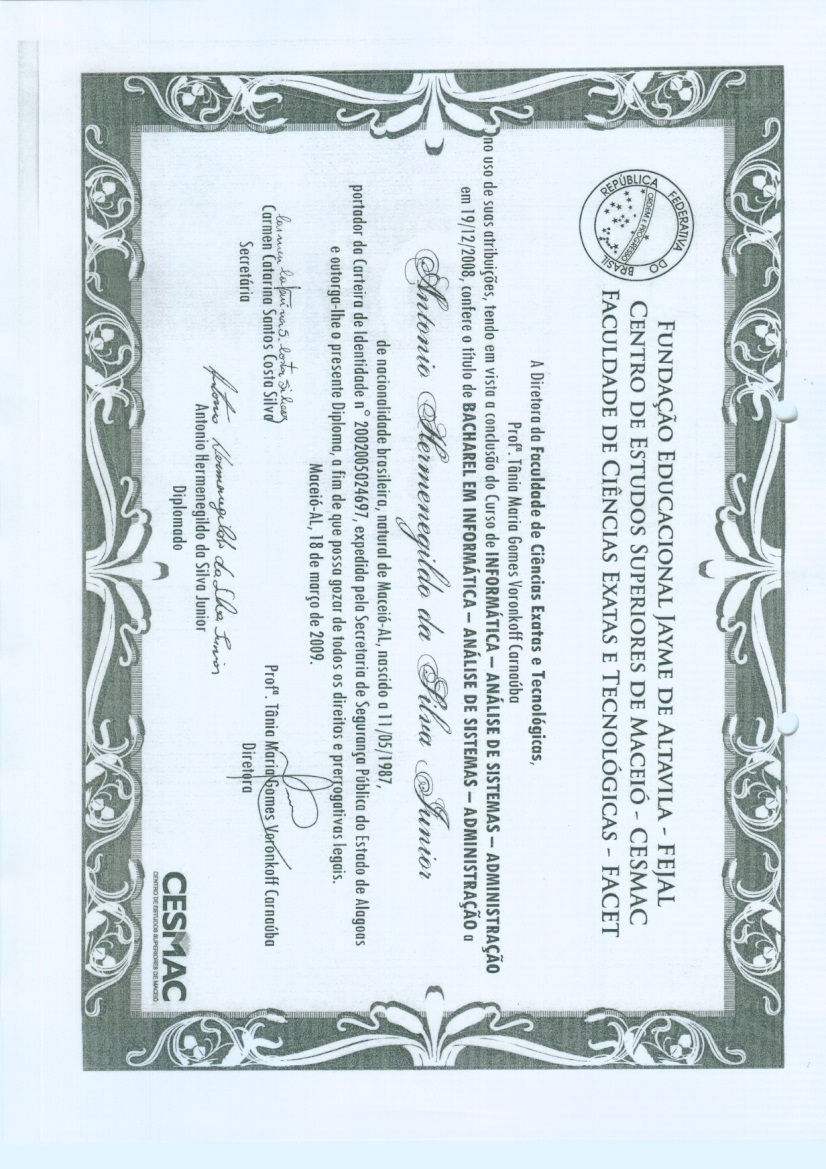 FUNDAÇÃO EDUCACIONAL JAYME DE ALTAVILA - FEJAL
CENTRO DE ESTUDOS SUPERIORES DE MACEIÓ - CESMAC
FACULDADE DE CIÊNCIAS EXATAS E TECNOLÓGICAS - FACET
REPÚBLICA FEDERATIVA DO BRASIL
ORDEM E PROGRESSO
A Diretora da Faculdade de Ciências Exatas e Tecnológicas,
Profª. Tânia Maria Gomes Voronkoff Carnaúba
no uso de suas atribuições, tendo em vista a conclusão do Curso de INFORMÁTICA – ANÁLISE DE SISTEMAS – ADMINISTRAÇÃO
em 19/12/2008, confere o título de BACHAREL EM INFORMÁTICA – ANÁLISE DE SISTEMAS – ADMINISTRAÇÃO a
Antonio Hermenegildo da Silva Junior
de nacionalidade brasileira, natural de Maceió-AL, nascido a 11/05/1987,
portador da Carteira de Identidade nº 2002005024697, expedida pela Secretaria de Segurança Pública do Estado de Alagoas
e outorga-lhe o presente Diploma, a fim de que possa gozar de todos os direitos e prerrogativas legais.
Maceió-AL, 18 de março de 2009.
Carmen Catarina Santos Costa Silva
Secretária
Profª. Tânia Maria Gomes Voronkoff Carnaúba
Diretora
Antonio Hermenegildo da Silva Junior
Antonio Hermenegildo da Silva Junior
Diplomado
CESMAC
CENTRO DE ESTUDOS SUPERIORES DE MACEIÓ